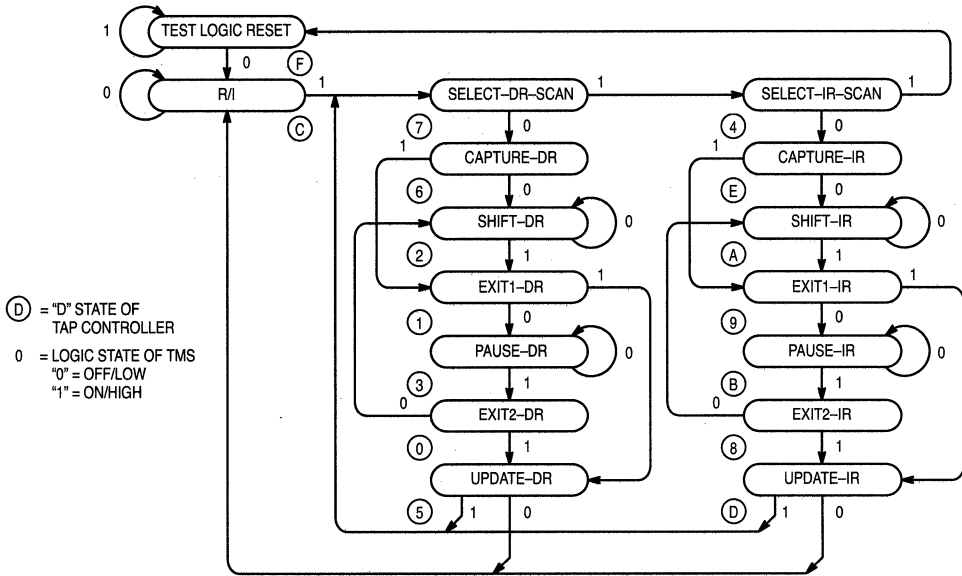 1
TEST LOGIC RESET
0
F
0
R/I
1
C
SELECT–DR–SCAN
1
SELECT–IR–SCAN
1
7
0
4
0
1
CAPTURE–DR
1
CAPTURE–IR
6
0
E
0
SHIFT–DR
0
SHIFT–IR
0
2
1
A
1
EXIT1–DR
1
EXIT1–IR
1
1
0
9
0
PAUSE–DR
0
PAUSE–IR
0
3
1
B
1
0
EXIT2–DR
0
EXIT2–IR
0
1
8
1
UPDATE–DR
UPDATE–IR
5
1
0
D
1
0
D = “D” STATE OF
TAP CONTROLLER
0 = LOGIC STATE OF TMS
“0” = OFF/LOW
“1” = ON/HIGH